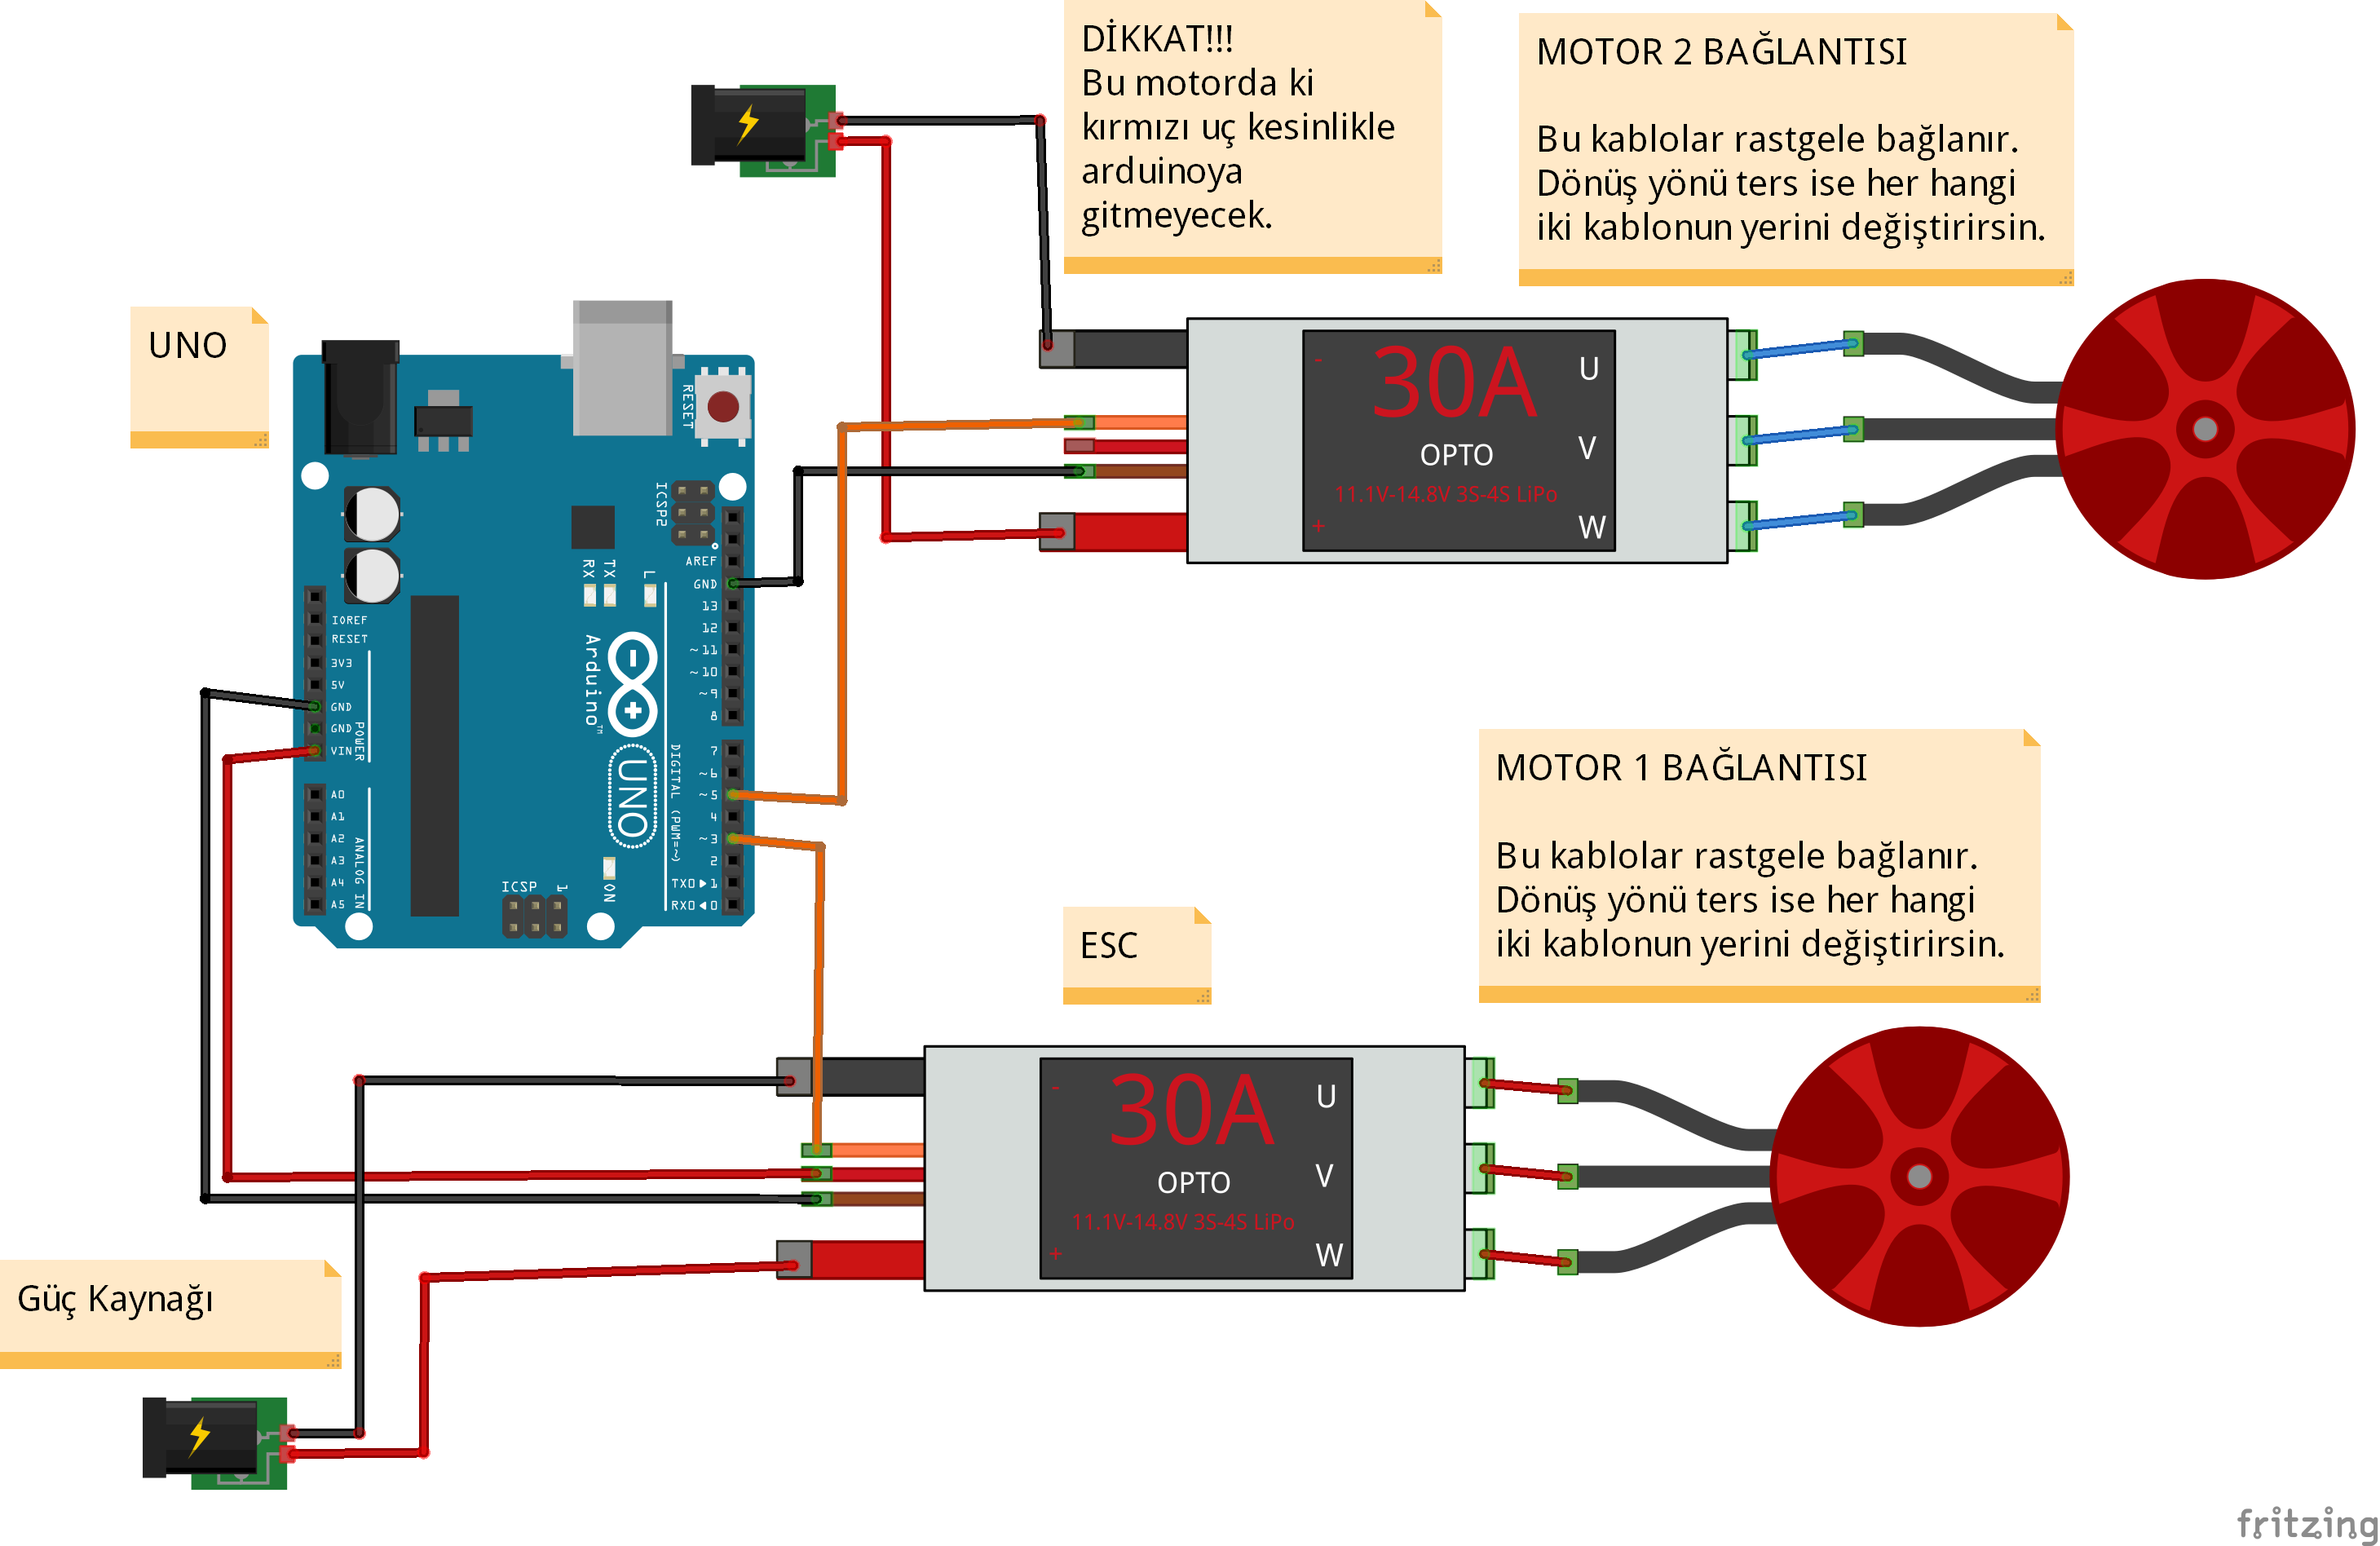 DİKKAT!!!
Bu motorda ki
kırmızı uç kesinlikle
arduinoya
gitmeyecek.
MOTOR 2 BAĞLANTISI
Bu kablolar rastgele bağlanır.
Dönüş yönü ters ise her hangi
iki kablonun yerini değiştirirsin.
UNO
RESET
ICSP2
AREF
GND
13
12
~11
~10
~9
8
7
~6
~5
4
~3
2
TX0▶1
RX0◀0
RX
TX
L
IOREF
RESET
3V3
5V
GND
GND
VIN
POWER
A0
A1
A2
A3
A4
A5
ANALOG IN
Arduino™
UNO
DIGITAL (PWM=~)
ICSP
1
ON
-
30A
OPTO
11.1V-14.8V 3S-4S LiPo
+
U
V
W
MOTOR 1 BAĞLANTISI
Bu kablolar rastgele bağlanır.
Dönüş yönü ters ise her hangi
iki kablonun yerini değiştirirsin.
ESC
-
30A
OPTO
11.1V-14.8V 3S-4S LiPo
+
U
V
W
Güç Kaynağı
fritzing